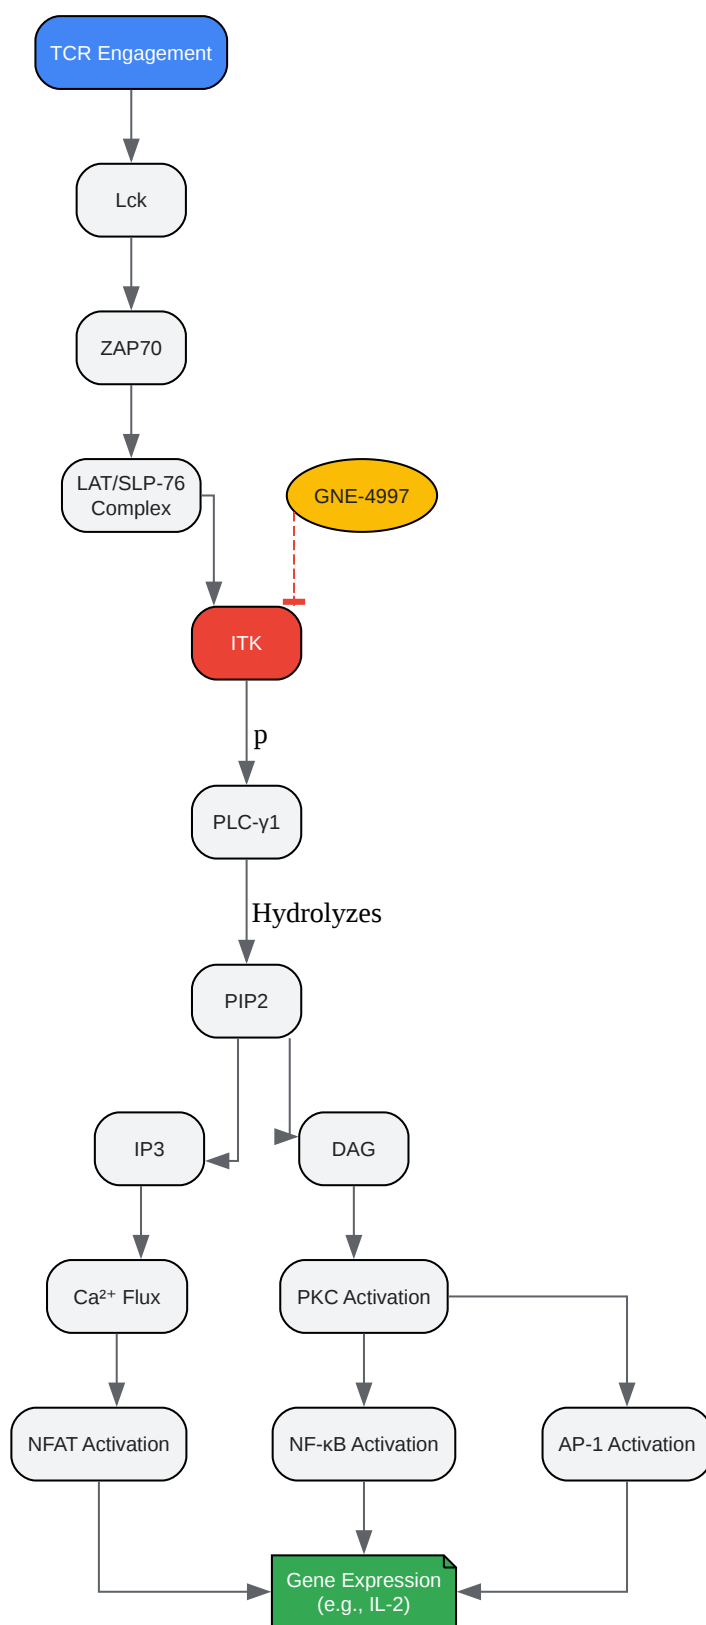 TCR Engagement
Lck
ZAP70
LAT/SLP-76
Complex
GNE-4997
ITK
p
PLC-γ1
Hydrolyzes
PIP2
IP3
DAG
Ca²⁺ Flux
PKC Activation
NFAT Activation
NF-κB Activation
AP-1 Activation
Gene Expression
(e.g., IL-2)